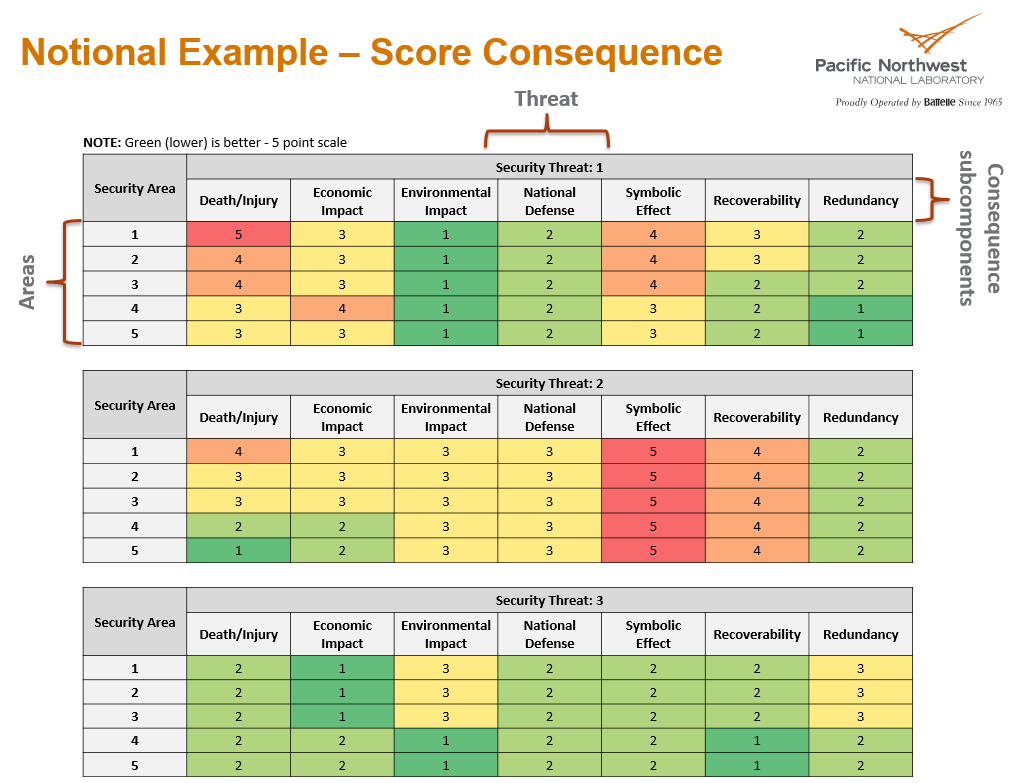 Notional Example – Score Consequence
Pacific Northwest
NATIONAL LABORATORY
Proudly Operated by Battelle Since 1965
Threat
NOTE: Green (lower) is better - 5 point scale
Consequence
subcomponents
Areas
Security Area
Security Threat: 1
Death/Injury Economic Impact Environmental Impact National Defense Symbolic Effect Recoverability Redundancy
1 5 3 1 2 4 3 2
2 4 3 1 2 4 3 2
3 4 3 1 2 4 2 2
4 3 4 1 2 3 2 1
5 3 3 1 2 3 2 1
Security Area
Security Threat: 2
Death/Injury Economic Impact Environmental Impact National Defense Symbolic Effect Recoverability Redundancy
1 4 3 3 3 5 4 2
2 3 3 3 3 5 4 2
3 3 3 3 3 5 4 2
4 2 2 3 3 5 4 2
5 1 2 3 3 5 4 2
Security Area
Security Threat: 3
Death/Injury Economic Impact Environmental Impact National Defense Symbolic Effect Recoverability Redundancy
1 2 1 3 2 2 2 3
2 2 1 3 2 2 2 3
3 2 1 3 2 2 2 3
4 2 2 1 2 2 1 2
5 2 2 1 2 2 1 2